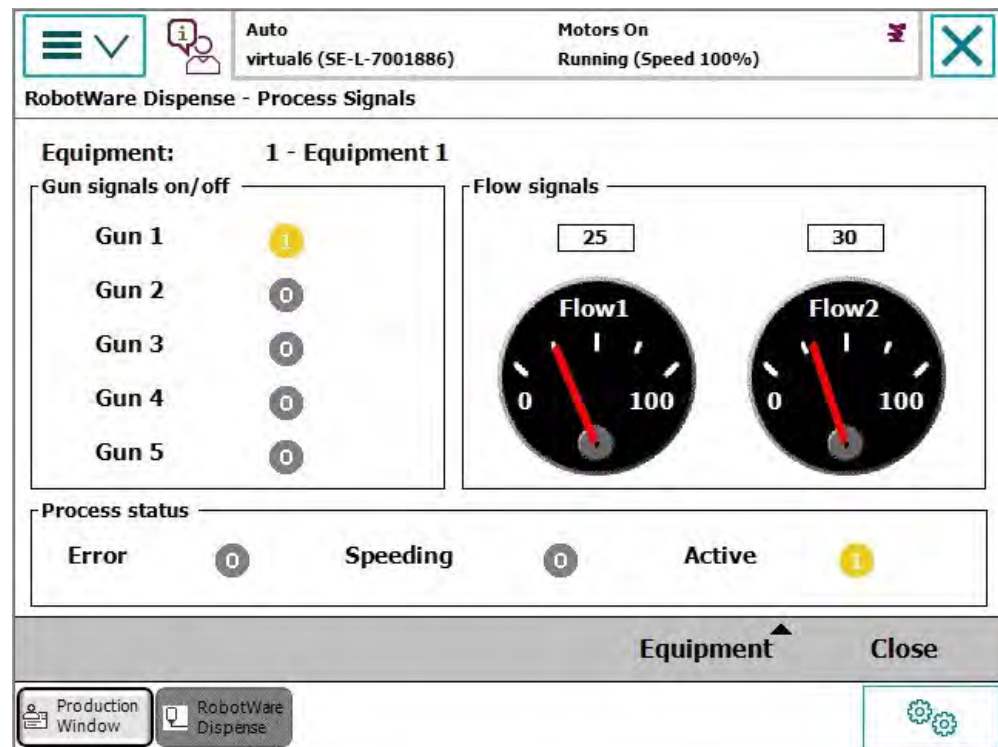 Auto
virtual6 (SE-L-7001886)
Motors On
Running (Speed 100%)
RobotWare Dispense - Process Signals
Equipment: 1 - Equipment 1
Gun signals on/off
Gun 1 1
Gun 2 0
Gun 3 0
Gun 4 0
Gun 5 0
Flow signals
25
30
Flow1
0 100
Flow2
0 100
Process status
Error 0 Speeding 0 Active 1
Equipment Close
Production
Window
RobotWare
Dispense